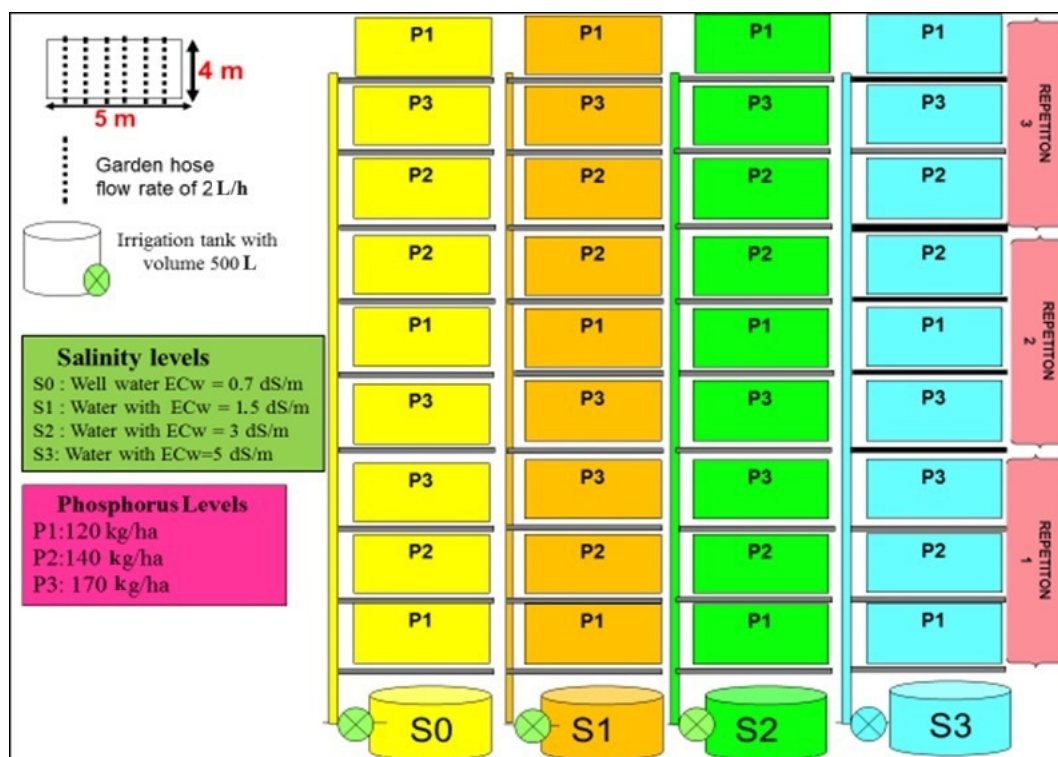 4 m
5 m
Garden hose
flow rate of 2 L/h
Irrigation tank with
volume 500 L
Salinity levels
S0 : Well water ECw = 0.7 dS/m
S1 : Water with ECw = 1.5 dS/m
S2 : Water with ECw = 3 dS/m
S3: Water with ECw=5 dS/m
Phosphorus Levels
P1:120 kg/ha
P2:140 kg/ha
P3: 170 kg/ha
P1 P1 P1 P1
P3 P3 P3 P3
P2 P2 P2 P2
REPETITON
3
P2 P2 P2 P2
P1 P1 P1 P1
P3 P3 P3 P3
REPETITON
2
P3 P3 P3 P3
P2 P2 P2 P2
P1 P1 P1 P1
REPETITON
1
S0 S1 S2 S3